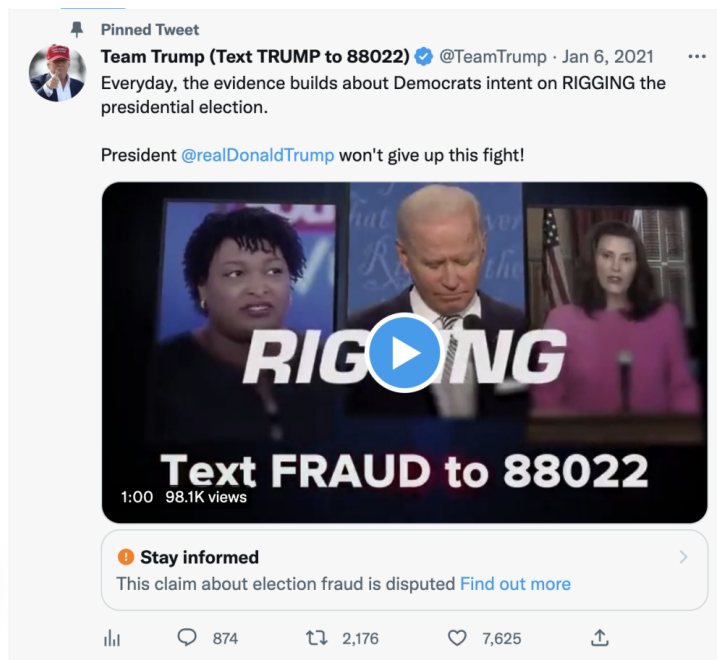 Pinned Tweet
Team Trump (Text TRUMP to 88022) @TeamTrump · Jan 6, 2021
Everyday, the evidence builds about Democrats intent on RIGGING the
presidential election.
President @realDonaldTrump won't give up this fight!
RIGGING
Text FRAUD to 88022
1:00 98.1K views
Stay informed
This claim about election fraud is disputed Find out more
874 2,176 7,625